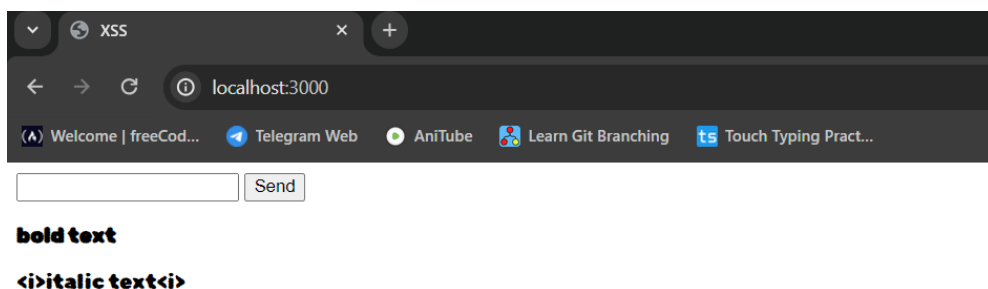 XSS
localhost:3000
Welcome | freeCod... Telegram Web AniTube Learn Git Branching ts Touch Typing Pract...
Send
bold text
<i>italic text<i>